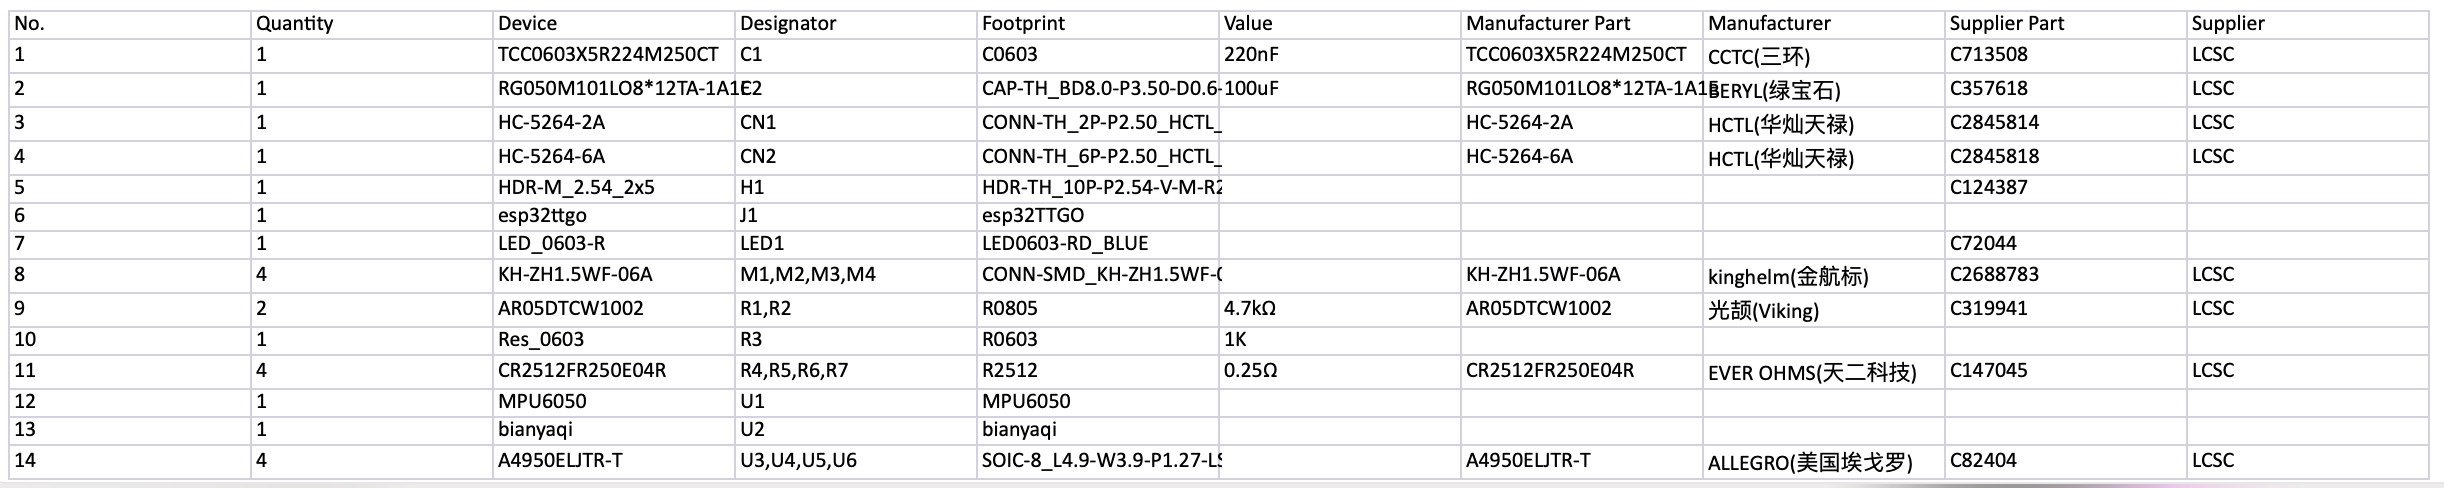 No. Quantity Device Designator Footprint Value Manufacturer Part Manufacturer Supplier Part Supplier
1 1 TCC0603X5R224M250CT C1 C0603 220nF TCC0603X5R224M250CT CCTC(三环) C713508 LCSC
2 1 RG050M101LO8*12TA-1A1E C2 CAP-TH_BD8.0-P3.50-D0.6- 100uF RG050M101LO8*12TA-1A1E BERYL(绿宝石) C357618 LCSC
3 1 HC-5264-2A CN1 CONN-TH_2P-P2.50_HCTL_ HC-5264-2A HCTL(华灿天禄) C2845814 LCSC
4 1 HC-5264-6A CN2 CONN-TH_6P-P2.50_HCTL_ HC-5264-6A HCTL(华灿天禄) C2845818 LCSC
5 1 HDR-M_2.54_2x5 H1 HDR-TH_10P-P2.54-V-M-R2 C124387
6 1 esp32ttgo J1 esp32TTGO
7 1 LED_0603-R LED1 LED0603-RD_BLUE C72044
8 4 KH-ZH1.5WF-06A M1,M2,M3,M4 CONN-SMD_KH-ZH1.5WF-0 KH-ZH1.5WF-06A kinghelm(金航标) C2688783 LCSC
9 2 AR05DTCW1002 R1,R2 R0805 4.7kΩ AR05DTCW1002 光颉(Viking) C319941 LCSC
10 1 Res_0603 R3 R0603 1K
11 4 CR2512FR250E04R R4,R5,R6,R7 R2512 0.25Ω CR2512FR250E04R EVER OHMS(天二科技) C147045 LCSC
12 1 MPU6050 U1 MPU6050
13 1 bianyaqi U2 bianyaqi
14 4 A4950ELJTR-T U3,U4,U5,U6 SOIC-8_L4.9-W3.9-P1.27-LS A4950ELJTR-T ALLEGRO(美国埃戈罗) C82404 LCSC